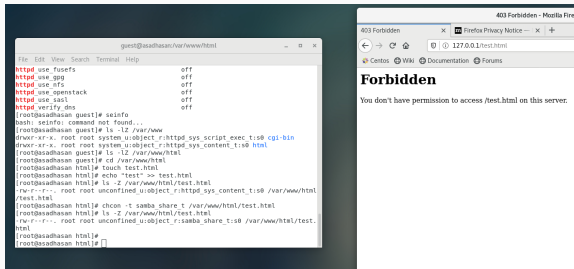 guest@asadhasan:/var/www/html
File Edit View Search Terminal Help
httpd_use_fusefs off
httpd_use_gpg off
httpd_use_nfs off
httpd_use_openstack off
httpd_use_sasl off
httpd_verify_dns off
[root@asadhasan guest]# seinfo
bash: seinfo: command not found...
[root@asadhasan guest]# ls -lZ /var/www
drwxr-xr-x. root root system_u:object_r:httpd_sys_script_exec_t:s0 cgi-bin
drwxr-xr-x. root root system_u:object_r:httpd_sys_content_t:s0 html
[root@asadhasan guest]# ls -lZ /var/www/html
[root@asadhasan guest]# cd /var/www/html
[root@asadhasan html]# touch test.html
[root@asadhasan html]# echo "test" >> test.html
[root@asadhasan html]# ls -Z /var/www/html/test.html
-rw-r--r--. root root unconfined_u:object_r:httpd_sys_content_t:s0 /var/www/html
/test.html
[root@asadhasan html]# chcon -t samba_share_t /var/www/html/test.html
[root@asadhasan html]# ls -Z /var/www/html/test.html
-rw-r--r--. root root unconfined_u:object_r:samba_share_t:s0 /var/www/html/test.
html
[root@asadhasan html]#
[root@asadhasan html]#
403 Forbidden - Mozilla Fire
403 Forbidden
Firefox Privacy Notice —
127.0.0.1/test.html
Centos Wiki Documentation Forums
Forbidden
You don't have permission to access /test.html on this server.